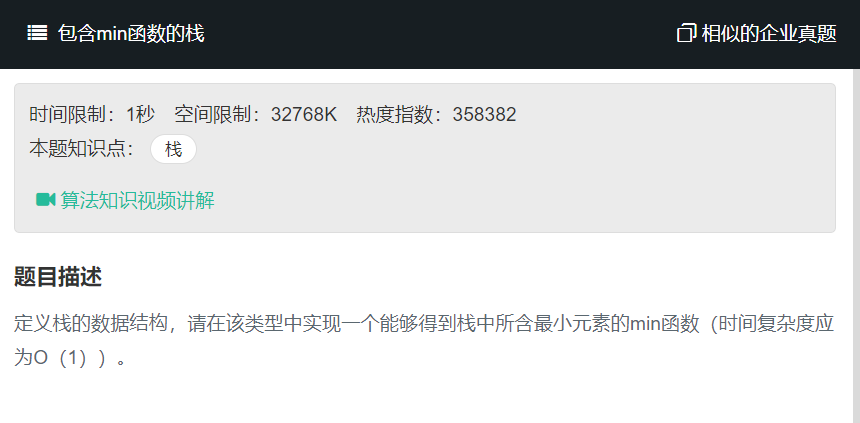 包含min函数的栈
相似的企业真题
时间限制：1秒 空间限制：32768K 热度指数：358382
本题知识点： 栈
算法知识视频讲解
题目描述
定义栈的数据结构，请在该类型中实现一个能够得到栈中所含最小元素的min函数（时间复杂度应
为O（1））。